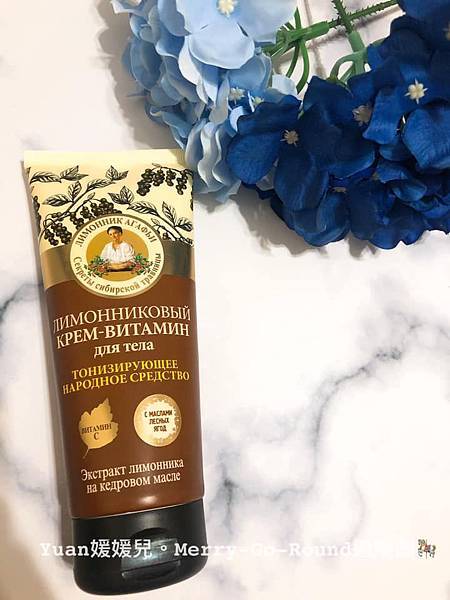 ЛИМОННИК АГАФЬИ
Секреты сибирской травницы
ЛИМОННИКОВЫЙ
КРЕМ-ВИТАМИН
для тела
ТОНИЗИРУЮЩЕЕ
НАРОДНОЕ СРЕДСТВО
ВИТАМИН
С
С МАСЛАМИ
ЛЕСНЫХ
ЯГОД
Экстракт лимонника
на кедровом масле
Yuan媛媛兒。Merry-Go-Round